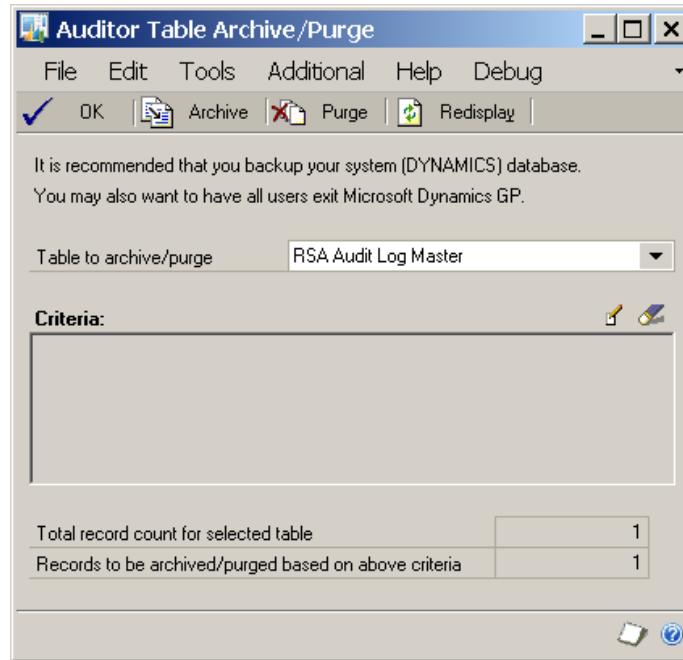 Auditor Table Archive/Purge
File Edit Tools Additional Help Debug
OK Archive Purge Redisplay
It is recommended that you backup your system (DYNAMICS) database.
You may also want to have all users exit Microsoft Dynamics GP.
Table to archive/purge RSA Audit Log Master
Criteria:
Total record count for selected table 1
Records to be archived/purged based on above criteria 1